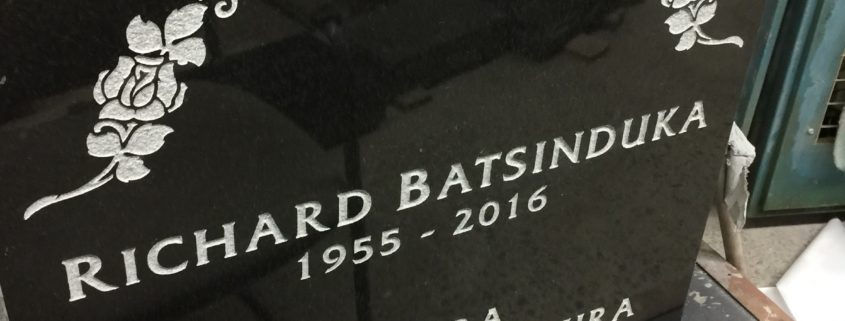 RICHARD BATSINDUKA
1955 - 2016